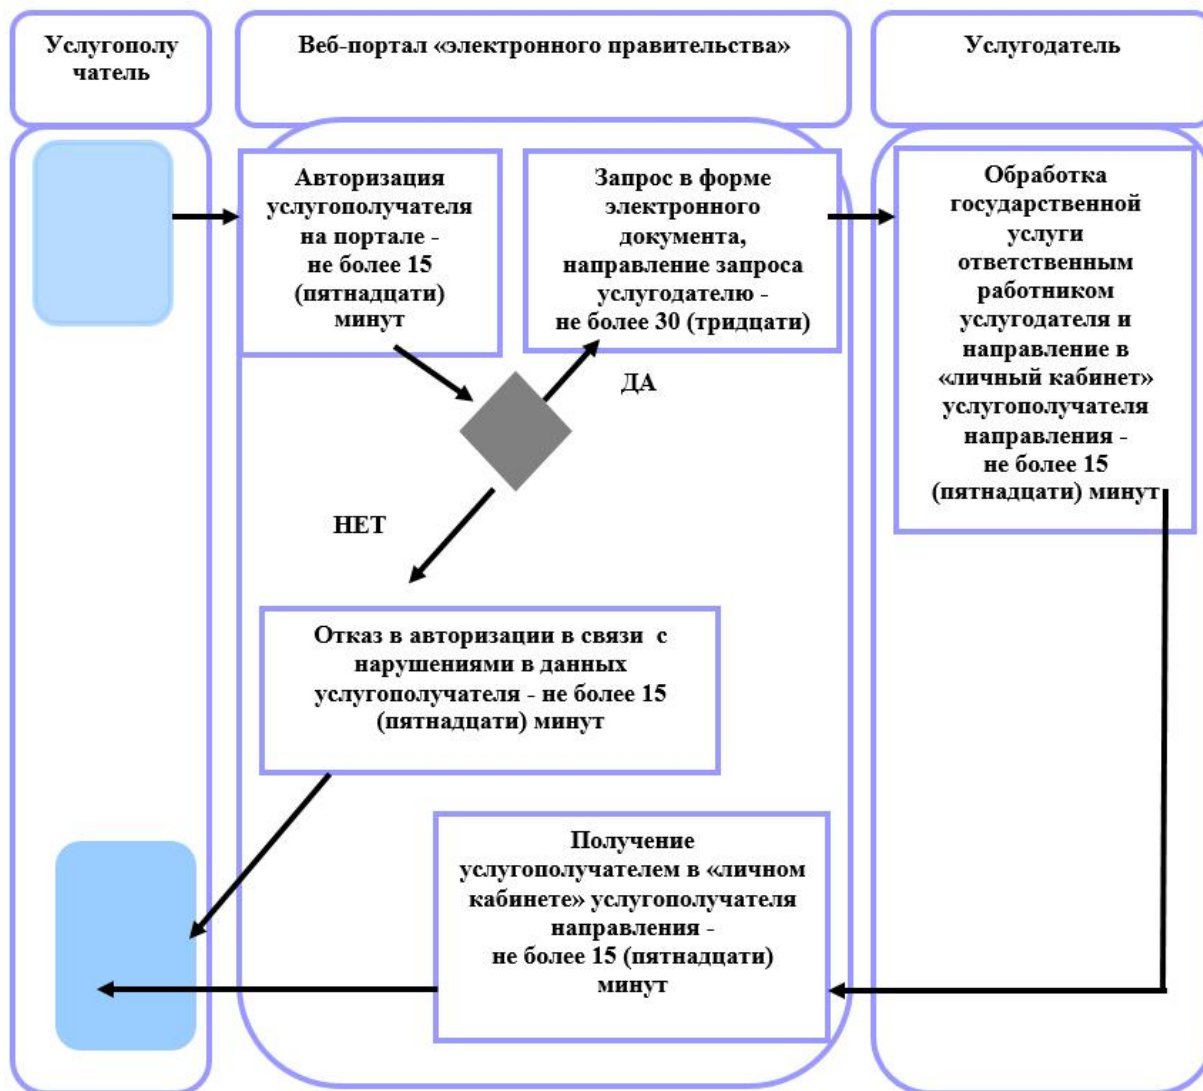 Услугополу
чатель
Веб-портал «электронного правительства»
Услугодатель
Авторизация
услугополучателя
на портале -
не более 15
(пятнадцати)
минут
Запрос в форме
электронного
документа,
направление запроса
услугодателю -
не более 30 (тридцати)
Обработка
государственной
услуги
ответственным
работником
услугодателя и
направление в
«личный кабинет»
услугополучателя
направления -
не более 15
(пятнадцати) минут
ДА
НЕТ
Отказ в авторизации в связи с
нарушениями в данных
услугополучателя - не более 15
(пятнадцати) минут
Получение
услугополучателем в «личном
кабинете» услугополучателя
направления -
не более 15 (пятнадцати)
минут